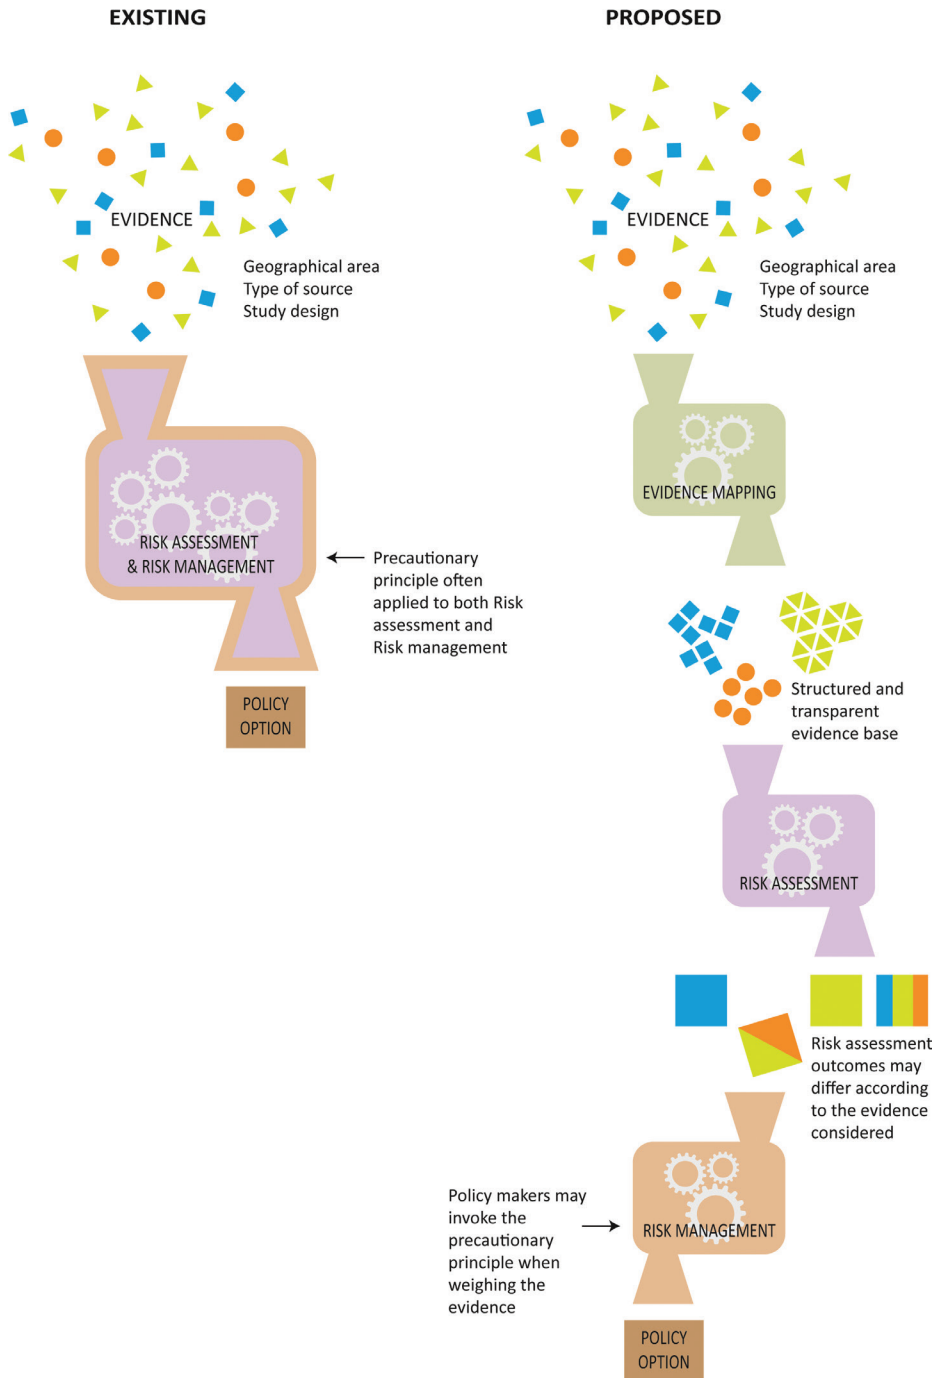 EXISTING
EVIDENCE
Geographical area
Type of source
Study design
RISK ASSESSMENT
& RISK MANAGEMENT
Precautionary
principle often
applied to both Risk
assessment and
Risk management
POLICY
OPTION
PROPOSED
EVIDENCE
Geographical area
Type of source
Study design
EVIDENCE MAPPING
Structured and
transparent
evidence base
RISK ASSESSMENT
Risk assessment
outcomes may
differ according
to the evidence
considered
Policy makers may
invoke the
precautionary
principle when
weighing the
evidence
RISK MANAGEMENT
POLICY
OPTION